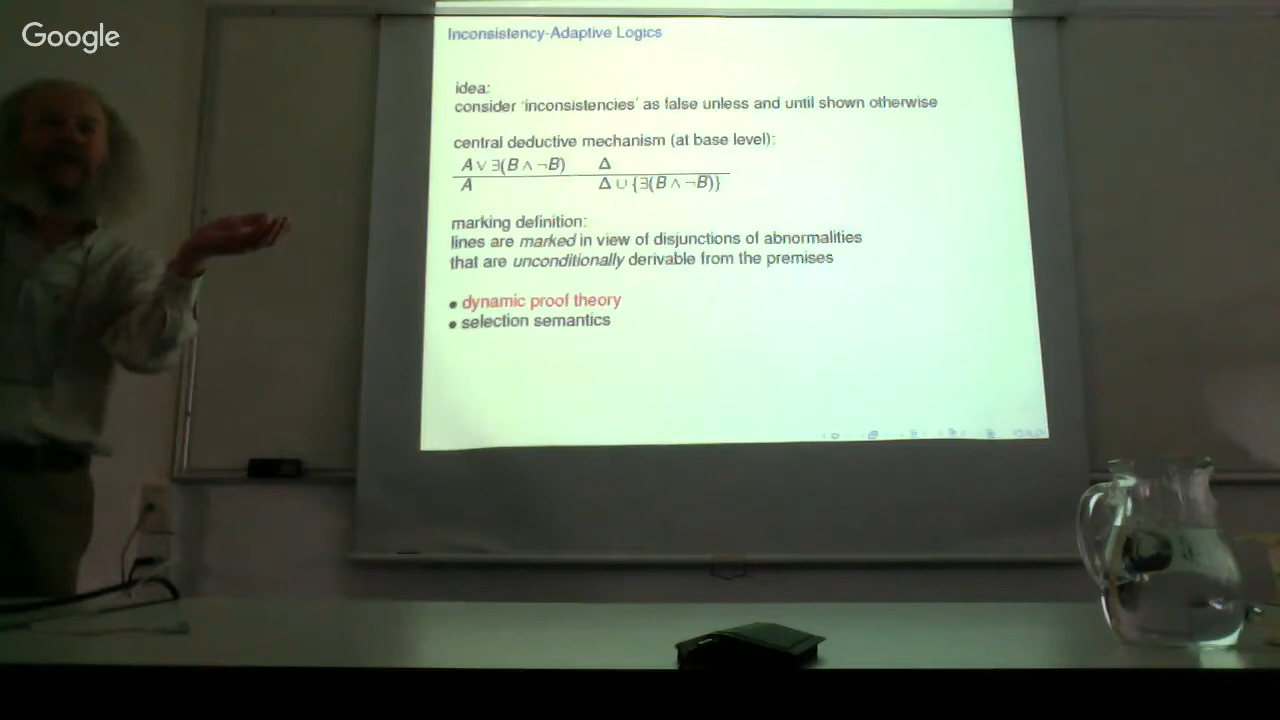 Google
Inconsistency-Adaptive Logics
idea:
consider ‘inconsistencies’ as false unless and until shown otherwise
central deductive mechanism (at base level):
A ∨ ∃(B ∧ ¬B) Δ
A Δ ∪ {∃(B ∧ ¬B)}
marking definition:
lines are marked in view of disjunctions of abnormalities
that are unconditionally derivable from the premises
• dynamic proof theory
• selection semantics